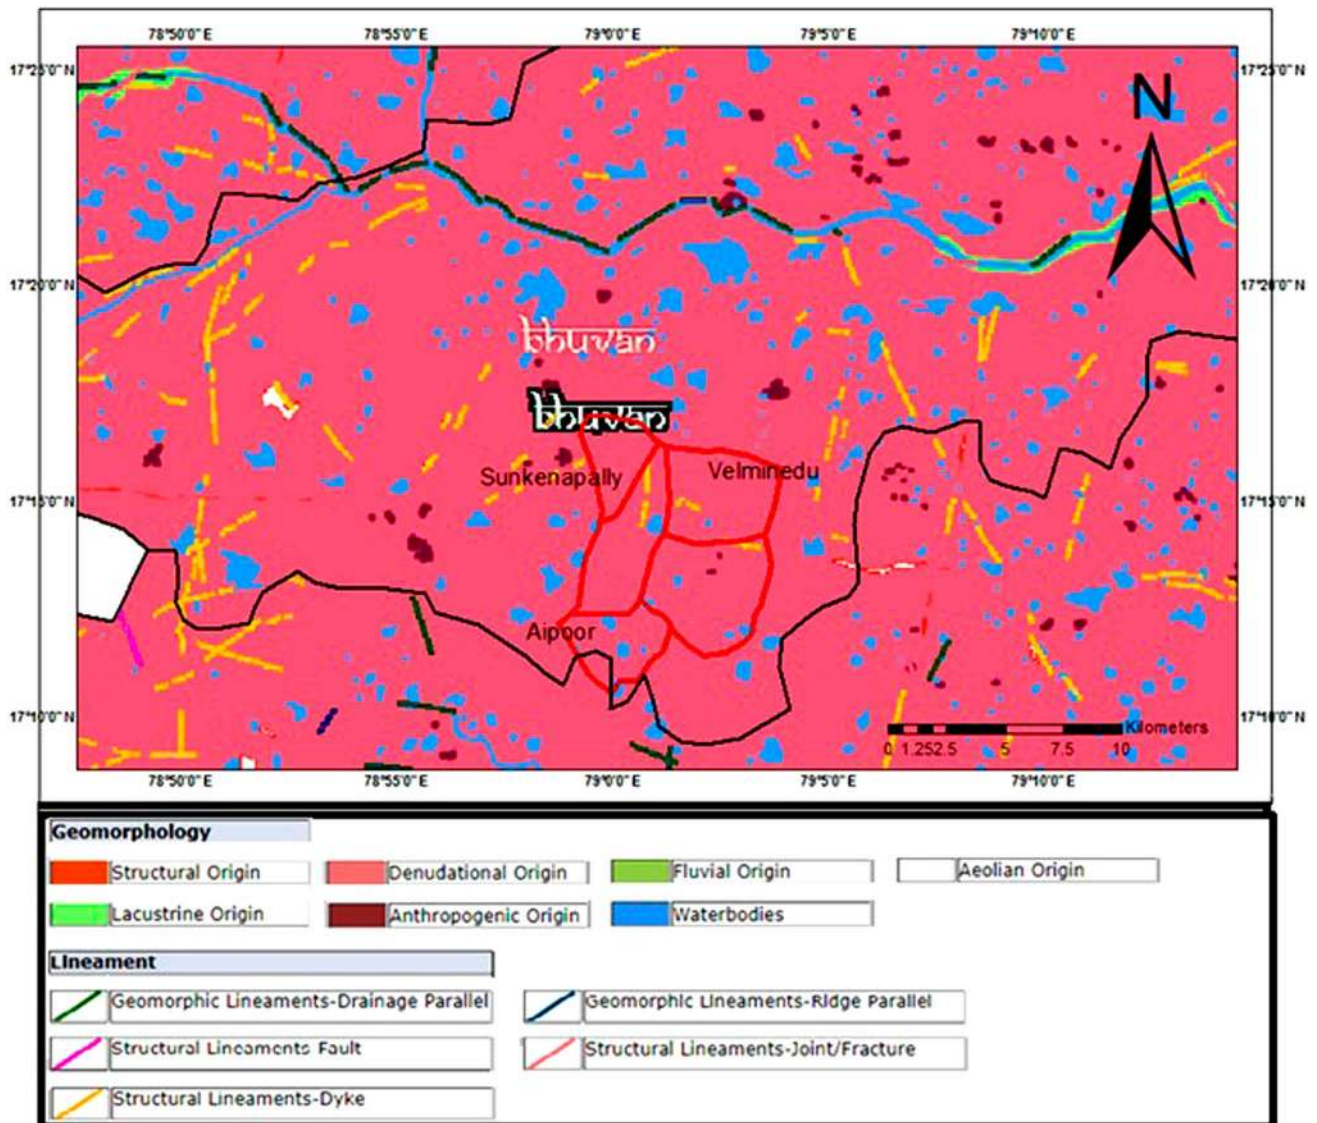 78°50'0"E 78°55'0"E 79°0'0"E 79°5'0"E 79°10'0"E
17°25'0"N 17°25'0"N
N
17°20'0"N 17°20'0"N
bhuvan
bhuvan
Sunkenapally Velminedu
17°15'0"N 17°15'0"N
Aipoor
17°10'0"N 17°10'0"N
Kilometers
0 1.252.5 5 7.5 10
78°50'0"E 78°55'0"E 79°0'0"E 79°5'0"E 79°10'0"E
Geomorphology
Structural Origin Denudational Origin Fluvial Origin Aeolian Origin
Lacustrine Origin Anthropogenic Origin Waterbodies
Lineament
Geomorphic Lineaments-Drainage Parallel Geomorphic Lineaments-Ridge Parallel
Structural Lineaments Fault Structural Lineaments-Joint/Fracture
Structural Lineaments-Dyke